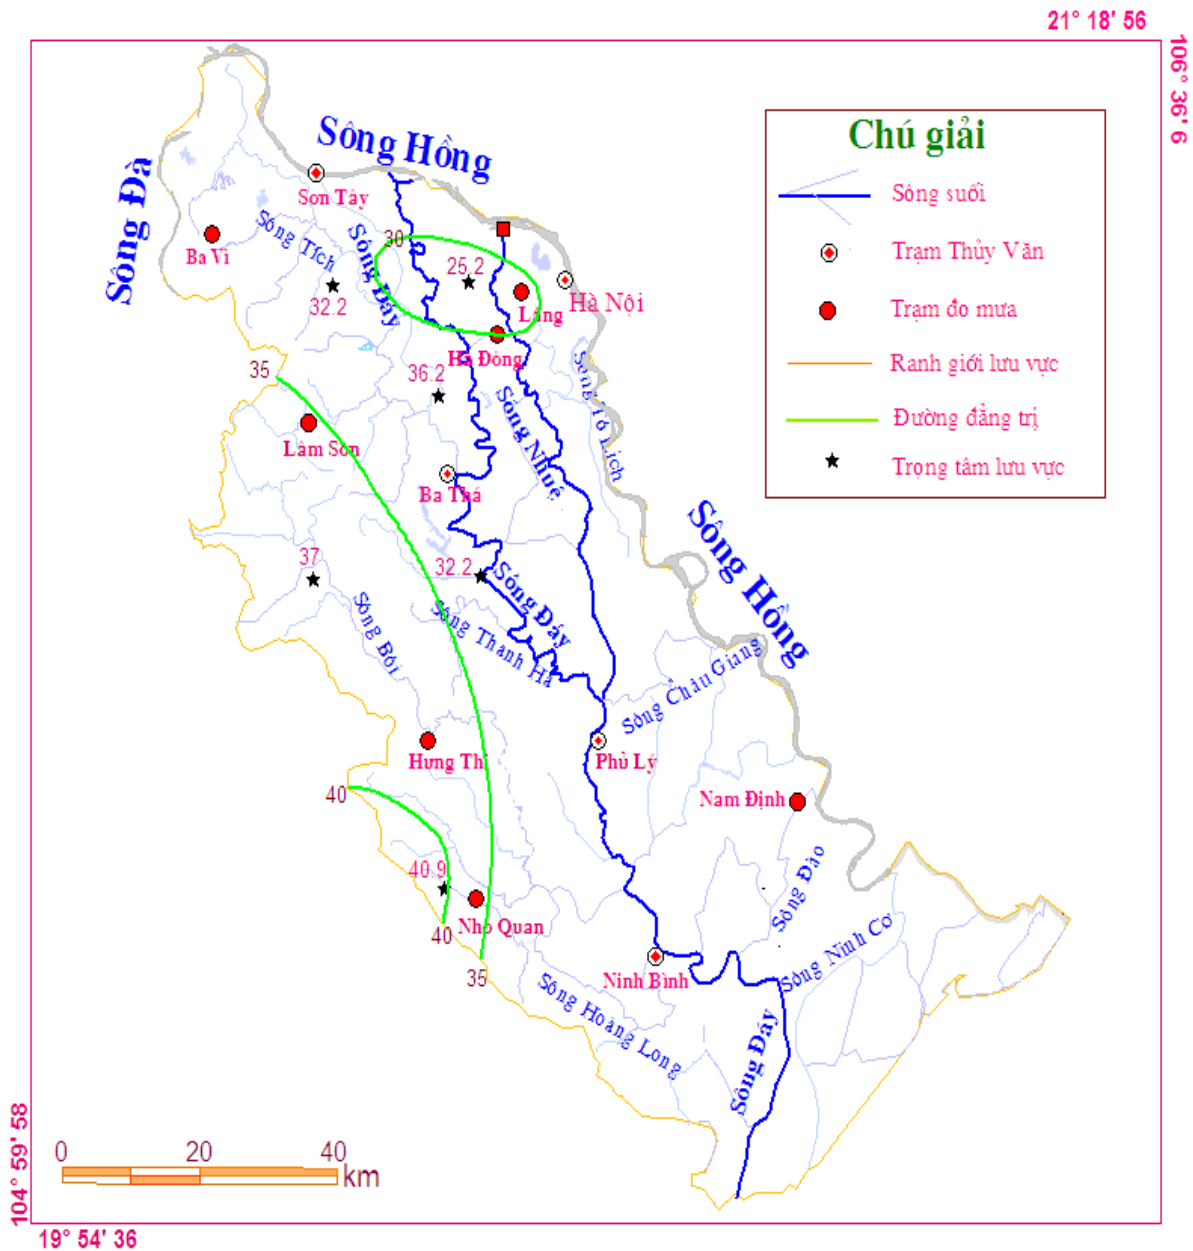 21° 18' 56
106° 36' 6
Sông Hồng
Sông Đà
Sơn Tây
Ba Vì
Sông Tích
32.2
Sông Đáy
30
25.2
Láng
Hà Nội
Hà Đông
Chú giải
Sông suối
Trạm Thủy Văn
Trạm đo mưa
Ranh giới lưu vực
Đường đẳng trị
Trọng tâm lưu vực
35
36.2
Lâm Sơn
Sông Nhuệ
Sông Tô Lịch
Ba Thá
37
32.2
Sông Đáy
Sông Hồng
Sông Bôi
Sông Thanh Hà
Sông Châu Giang
Hưng Thi
Phủ Lý
40
Nam Định
40.9
Nho Quan
40
35
Sông Đào
Sông Ninh Cơ
Ninh Bình
Sông Hoàng Long
Sông Đáy
0 20 40
km
104° 59' 58
19° 54' 36